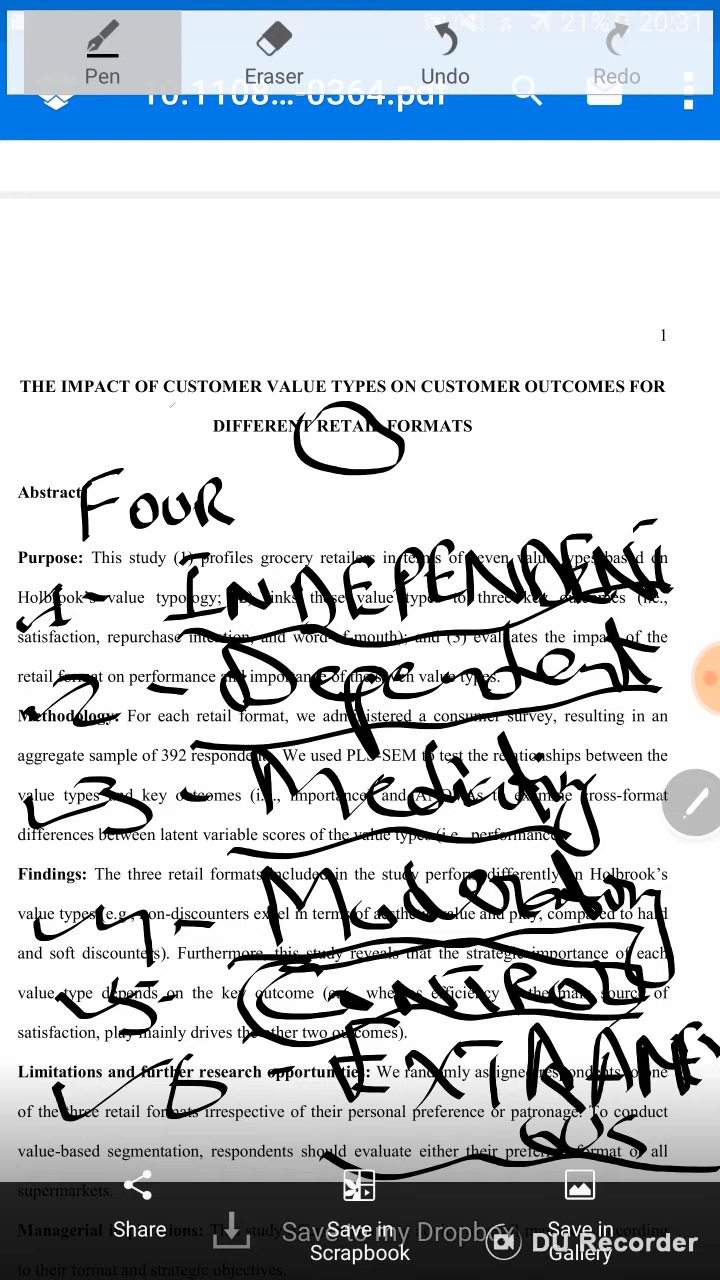 21% 20:31
Pen Eraser Undo Redo
10.1108...-0364.pdf
1
THE IMPACT OF CUSTOMER VALUE TYPES ON CUSTOMER OUTCOMES FOR
DIFFERENT RETAIL FORMATS
Abstract
FOUR
Purpose: This study (1) profiles grocery retailers in terms of seven value types based on
1- INDEPENDENT
Holbrook's value typology; links these value types to three key outcomes (i.e.,
satisfaction, repurchase intention, and word-of-mouth); and (3) evaluates the impact of the
2- Dependent
retail format on performance and importance of the seven value types.
Methodology: For each retail format, we administered a consumer survey, resulting in an
aggregate sample of 392 respondents. We used PLS-SEM to test the relationships between the
3- Mediating
value types and key outcomes (i.e., importance) and ANOVAs to examine cross-format
differences between latent variable scores of the value types (i.e., performance).
Findings: The three retail formats included in the study perform differently on Holbrook's
4- Moderating
value types, e.g., non-discounters excel in terms of aesthetic value and play, compared to hard
and soft discounters). Furthermore, this study reveals that the strategic importance of each
5- CONTROL
value type depends on the key outcome (e.g., whereas efficiency is the main source of
satisfaction, play mainly drives the other two outcomes).
6- EXTRANEOUS
Limitations and further research opportunities: We randomly assigned respondents to one
of the three retail formats irrespective of their personal preference or patronage. To conduct
value-based segmentation, respondents should evaluate either their preferred format or all
supermarkets.
Share Save in Scrapbook Save in Gallery
Save to my Dropbox
DU Recorder
Managerial implications: The study
to their format and strategic objectives.